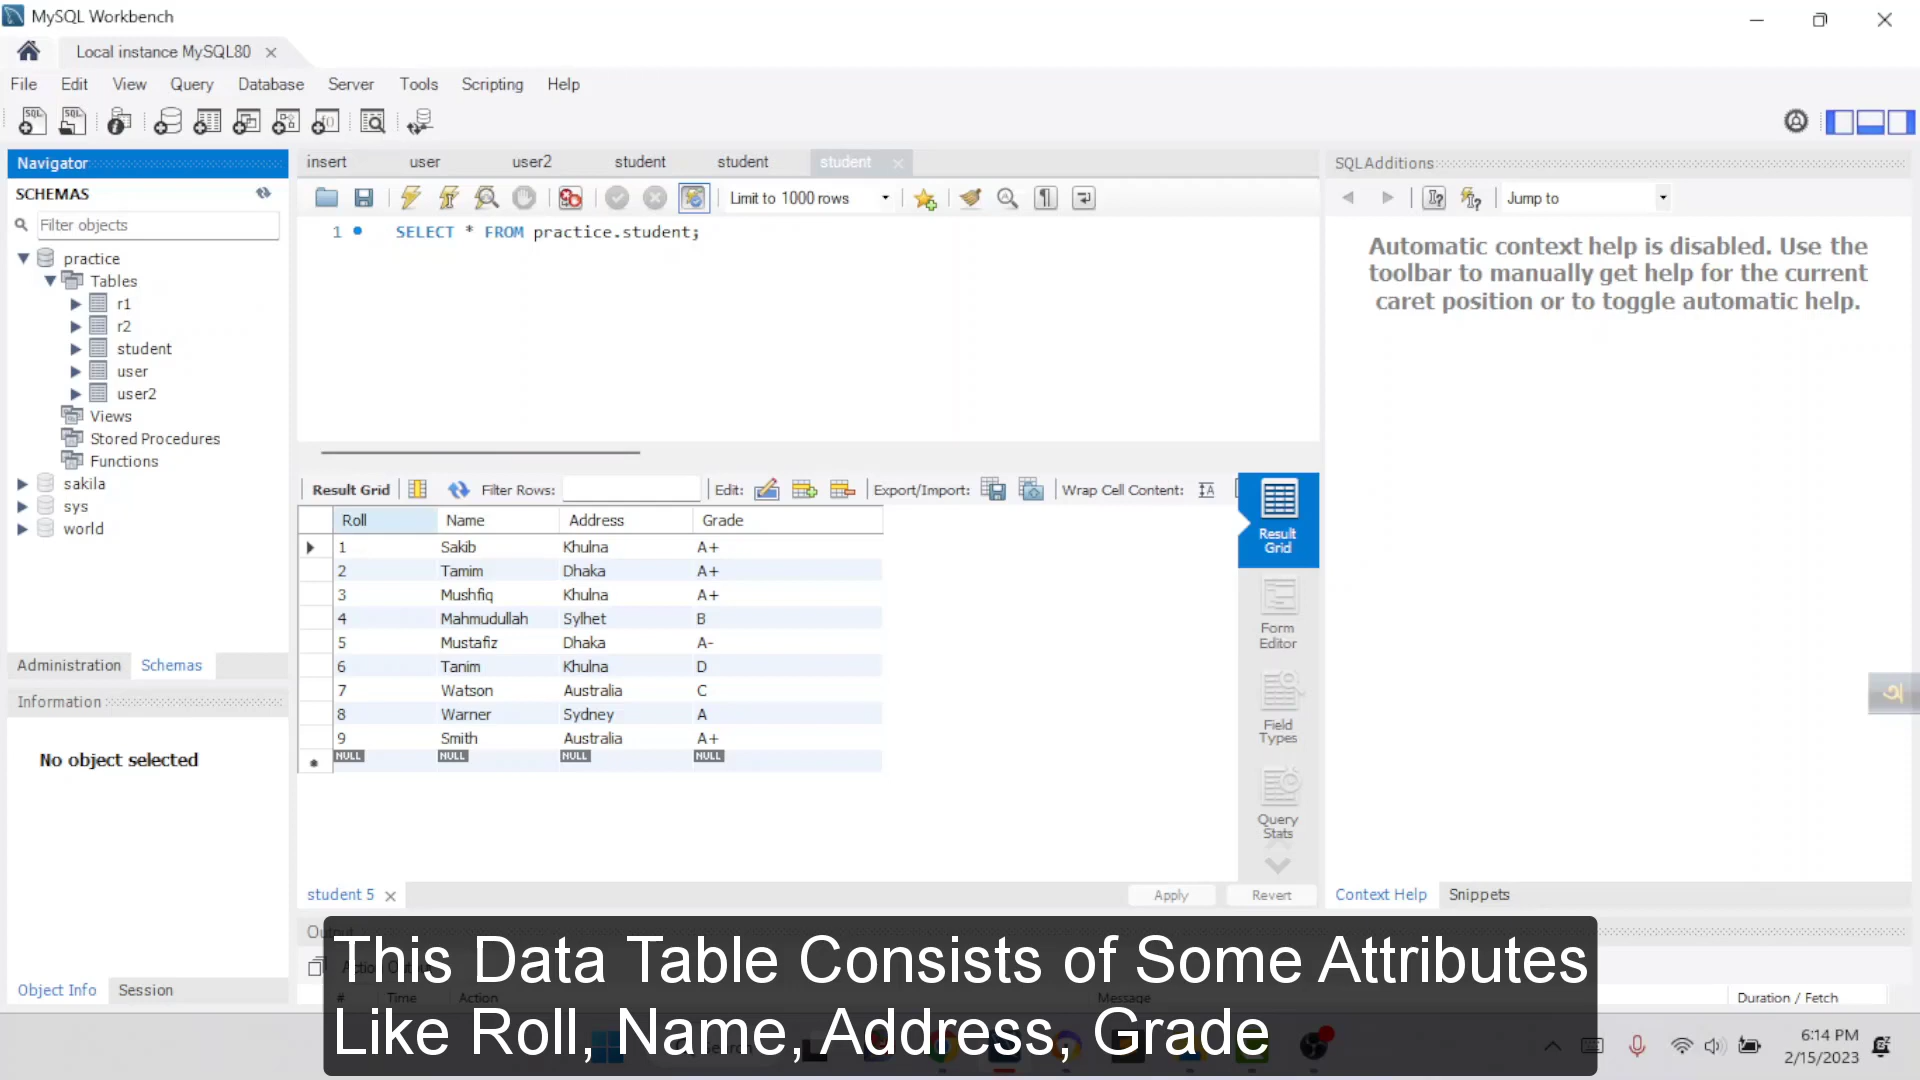 MySQL Workbench
Local instance MySQL80
File Edit View Query Database Server Tools Scripting Help
Navigator
SCHEMAS
Filter objects
practice
Tables
r1
r2
student
user
user2
Views
Stored Procedures
Functions
sakila
sys
world
Administration Schemas
Information
No object selected
Object Info Session
insert user user2 student student student
Limit to 1000 rows
1 SELECT * FROM practice.student;
Result Grid Filter Rows: Edit: Export/Import: Wrap Cell Content:
Roll Name Address Grade
1 Sakib Khulna A+
2 Tamim Dhaka A+
3 Mushfiq Khulna A+
4 Mahmudullah Sylhet B
5 Mustafiz Dhaka A-
6 Tanim Khulna D
7 Watson Australia C
8 Warner Sydney A
9 Smith Australia A+
NULL NULL NULL NULL
Result
Grid
Form
Editor
Field
Types
Query
Stats
student 5 Apply Revert
SQLAdditions
Jump to
Automatic context help is disabled. Use the
toolbar to manually get help for the current
caret position or to toggle automatic help.
Context Help Snippets
# Time Action Message Duration / Fetch
This Data Table Consists of Some Attributes
Like Roll, Name, Address, Grade
অ
6:14 PM
2/15/2023